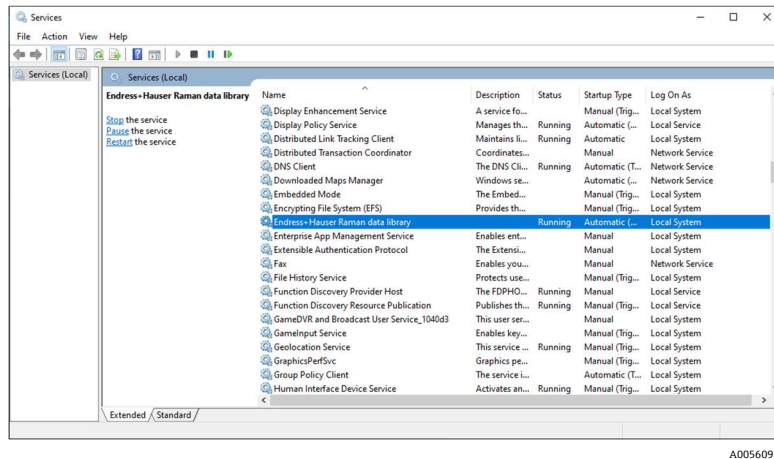 Services
File Action View Help
Services (Local)
Services (Local)
Endress+Hauser Raman data library
Stop the service
Pause the service
Restart the service
Name Description Status Startup Type Log On As
Display Enhancement Service A service fo... Manual (Trig... Local System
Display Policy Service Manages th... Running Automatic (... Local Service
Distributed Link Tracking Client Maintains li... Running Automatic Local System
Distributed Transaction Coordinator Coordinates... Manual Network Service
DNS Client The DNS Cli... Running Automatic (T... Network Service
Downloaded Maps Manager Windows se... Automatic (... Network Service
Embedded Mode The Embed... Manual (Trig... Local System
Encrypting File System (EFS) Provides th... Manual (Trig... Local System
Endress+Hauser Raman data library Running Automatic (... Local System
Enterprise App Management Service Enables ent... Manual Local System
Extensible Authentication Protocol The Extensi... Manual Local System
Fax Enables you... Manual Network Service
File History Service Protects use... Manual (Trig... Local System
Function Discovery Provider Host The FDPHO... Running Manual Local Service
Function Discovery Resource Publication Publishes th... Running Manual (Trig... Local Service
GameDVR and Broadcast User Service_1040d3 This user ser... Manual Local System
GameInput Service Enables key... Manual (Trig... Local System
Geolocation Service This service ... Running Manual (Trig... Local System
GraphicsPerfSvc Graphics pe... Manual (Trig... Local System
Group Policy Client The service i... Automatic (T... Local System
Human Interface Device Service Activates an... Running Manual (Trig... Local System
Extended Standard
A005609